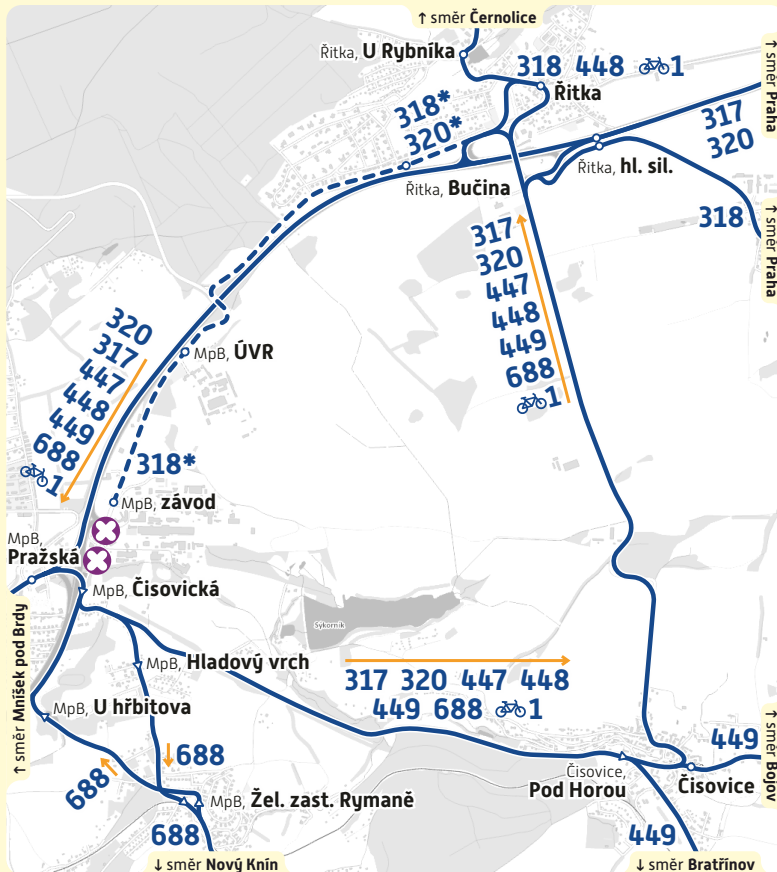 ↑ směr Černolice
Řitka, U Rybníka
318 448 1
Řitka
↑ směr Praha
318*
320*
317
320
Řitka, hl. sil.
Řitka, Bučina
318
↑ směr Praha
317
320
447
448
449
688
1
320
317
447
448
449
688
1
MpB, ÚVR
318*
MpB, závod
MpB,
Pražská
MpB, Čisovická
Sýkorník
MpB, Hladový vrch
317 320 447 448
449 688 1
↑ směr Mníšek pod Brdy
MpB, U hřbitova
688
688
MpB, Žel. zast. Rymaně
688
↓ směr Nový Knín
Čisovice,
Pod Horou
Čisovice
449
↑ směr Bojov
449
↓ směr Bratřínov